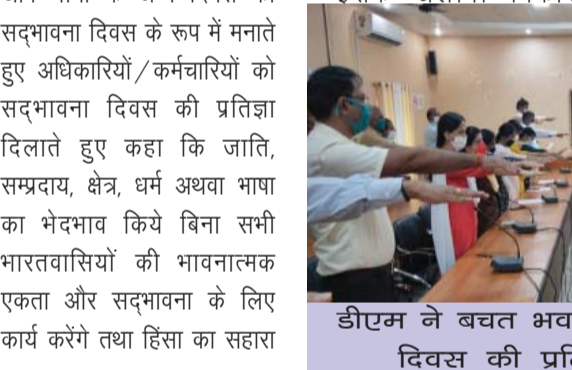 सद्भावना दिवस के रूप में मनाते
हुए अधिकारियों/कर्मचारियों को
सद्भावना दिवस की प्रतिज्ञा
दिलाते हुए कहा कि जाति,
सम्प्रदाय, क्षेत्र, धर्म अथवा भाषा
का भेदभाव किये बिना सभी
भारतवासियों की भावनात्मक
एकता और सद्भावना के लिए
कार्य करेंगे तथा हिंसा का सहारा
डीएम ने बचत भव
दिवस की प्रति